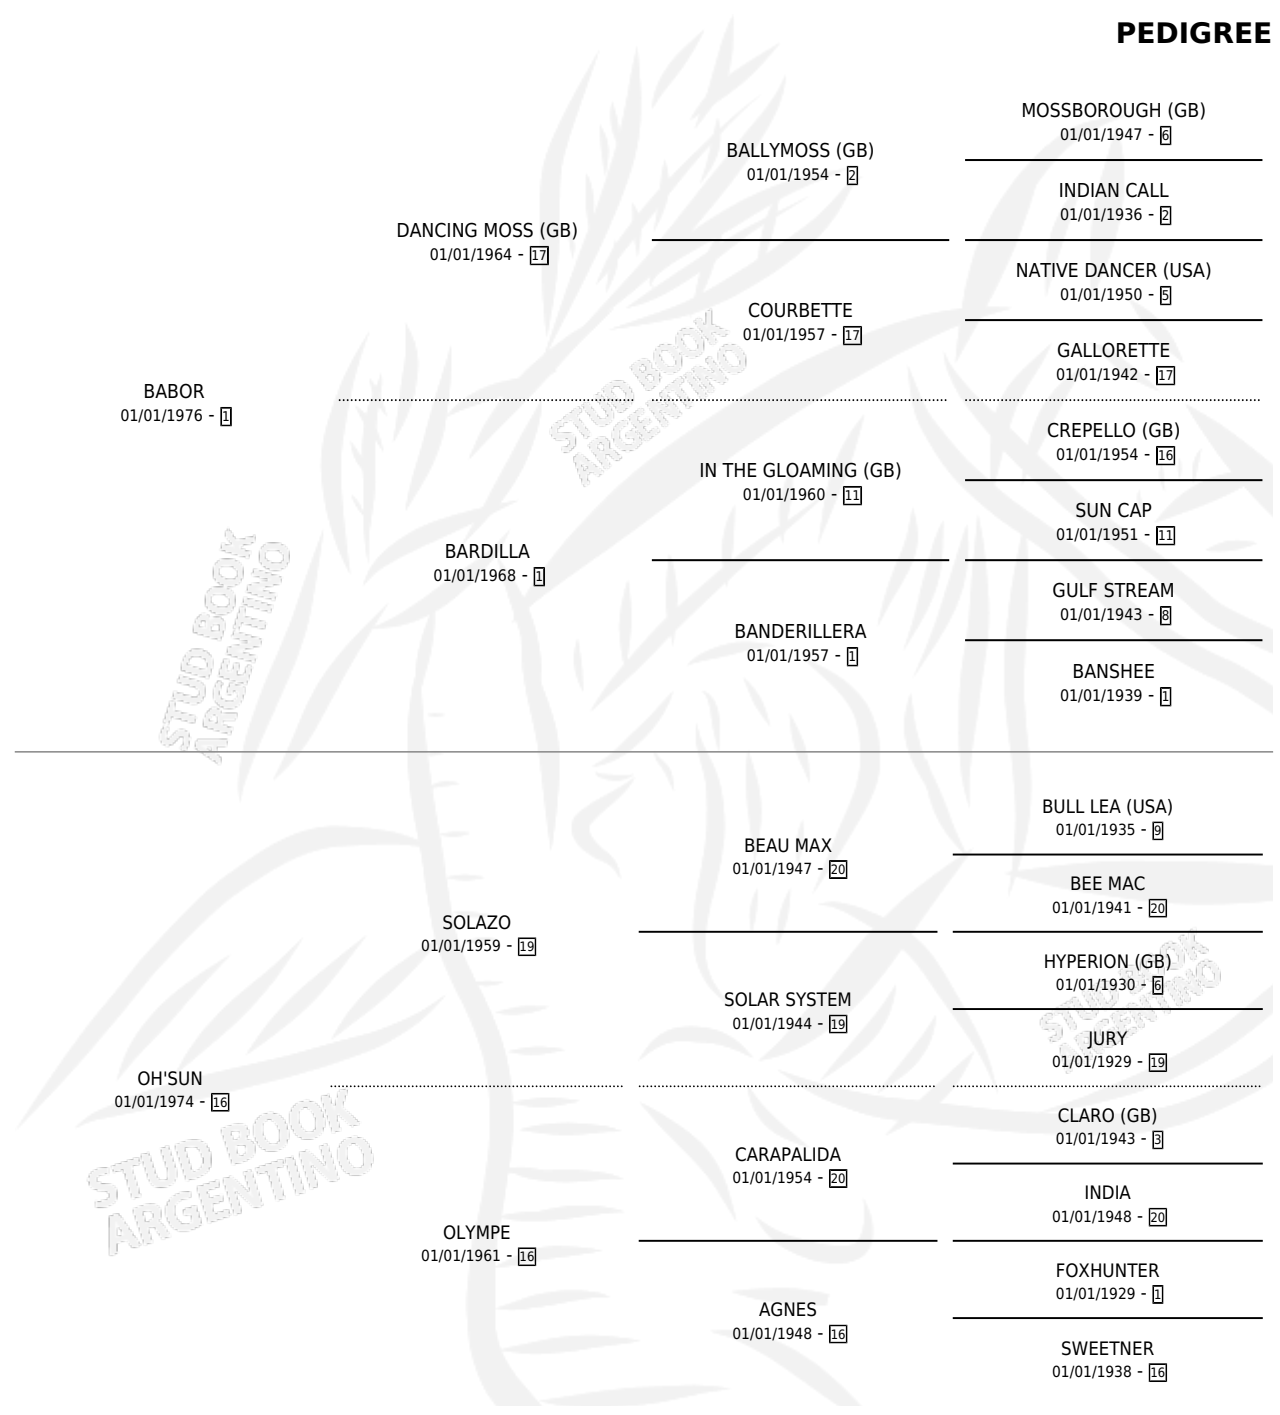 PEDIGREE
MOSSBOROUGH (GB)
01/01/1947 - 6
BALLYMOSS (GB)
01/01/1954 - 2
INDIAN CALL
01/01/1936 - 2
DANCING MOSS (GB)
01/01/1964 - 17
NATIVE DANCER (USA)
01/01/1950 - 5
COURBETTE
01/01/1957 - 17
GALLORETTE
01/01/1942 - 17
BABOR
01/01/1976 - 1
CREPELLO (GB)
01/01/1954 - 16
IN THE GLOAMING (GB)
01/01/1960 - 11
SUN CAP
01/01/1951 - 11
BARDILLA
01/01/1968 - 1
GULF STREAM
01/01/1943 - 8
BANDERILLERA
01/01/1957 - 1
BANSHEE
01/01/1939 - 1
BULL LEA (USA)
01/01/1935 - 9
BEAU MAX
01/01/1947 - 20
BEE MAC
01/01/1941 - 20
SOLAZO
01/01/1959 - 19
HYPERION (GB)
01/01/1930 - 6
SOLAR SYSTEM
01/01/1944 - 19
JURY
01/01/1929 - 19
OH'SUN
01/01/1974 - 16
CLARO (GB)
01/01/1943 - 3
CARAPALIDA
01/01/1954 - 20
INDIA
01/01/1948 - 20
OLYMPE
01/01/1961 - 16
FOXHUNTER
01/01/1929 - 1
AGNES
01/01/1948 - 16
SWEETNER
01/01/1938 - 16
STUD BOOK
ARGENTINO
STUD BOOK
ARGENTINO
STUD BOOK
ARGENTINO
STUD BOOK
ARGENTINO